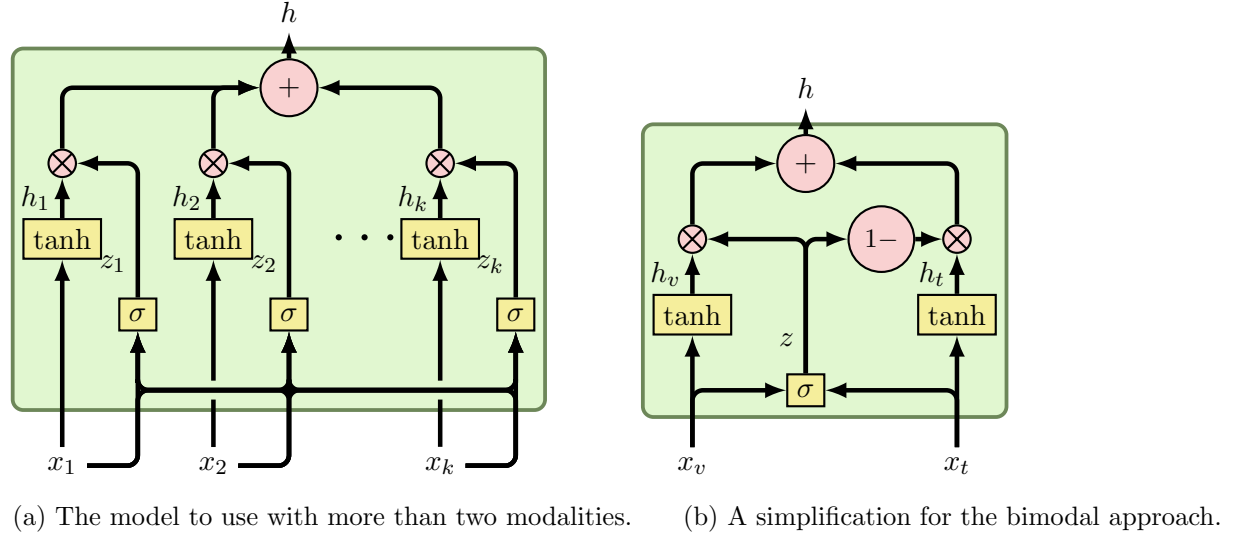 h
+
h₁
h₂
hₖ
tanh
tanh
. . .
tanh
z₁
z₂
zₖ
σ
σ
σ
x₁
x₂
xₖ
(a) The model to use with more than two modalities.
h
+
1−
hᵥ
hₜ
tanh
tanh
z
σ
xᵥ
xₜ
(b) A simplification for the bimodal approach.